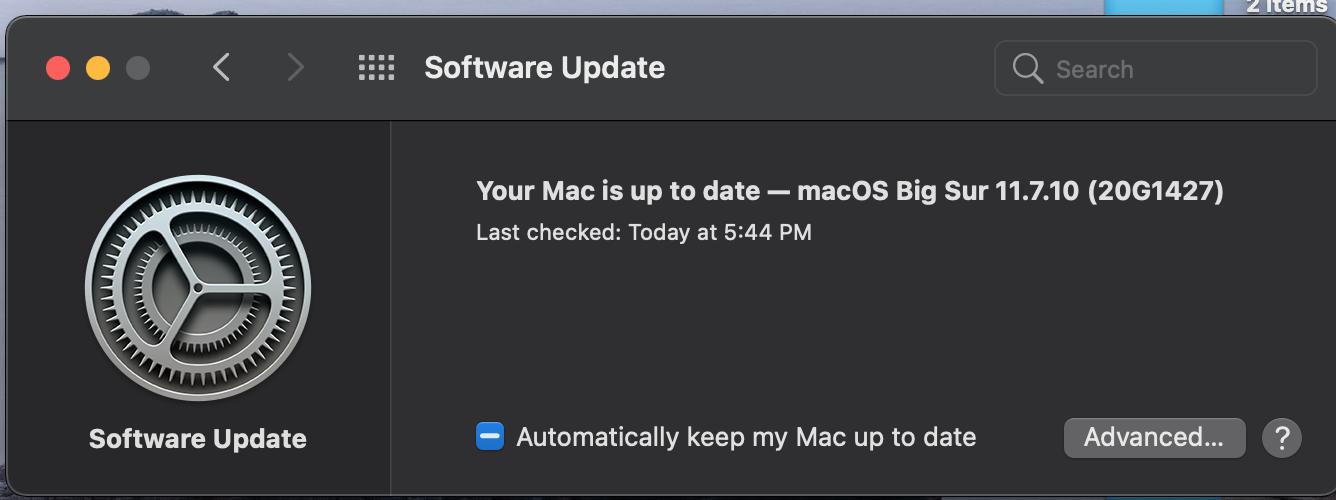 2 items
Software Update
Search
Your Mac is up to date — macOS Big Sur 11.7.10 (20G1427)
Last checked: Today at 5:44 PM
Software Update
Automatically keep my Mac up to date
Advanced...
?